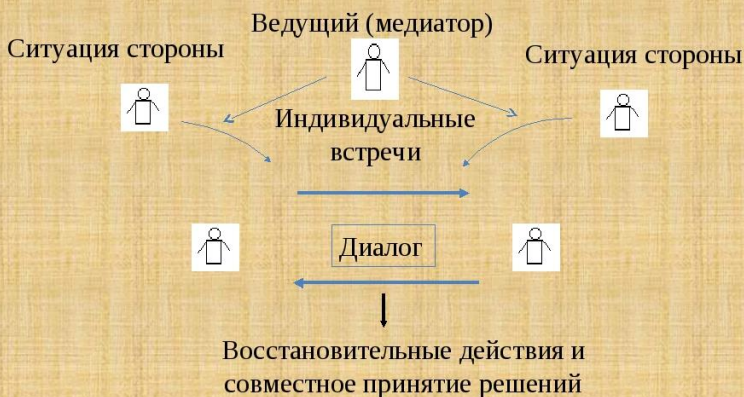 Ведущий (медиатор)
Ситуация стороны
Ситуация стороны
Индивидуальные
встречи
Диалог
Восстановительные действия и
совместное принятие решений